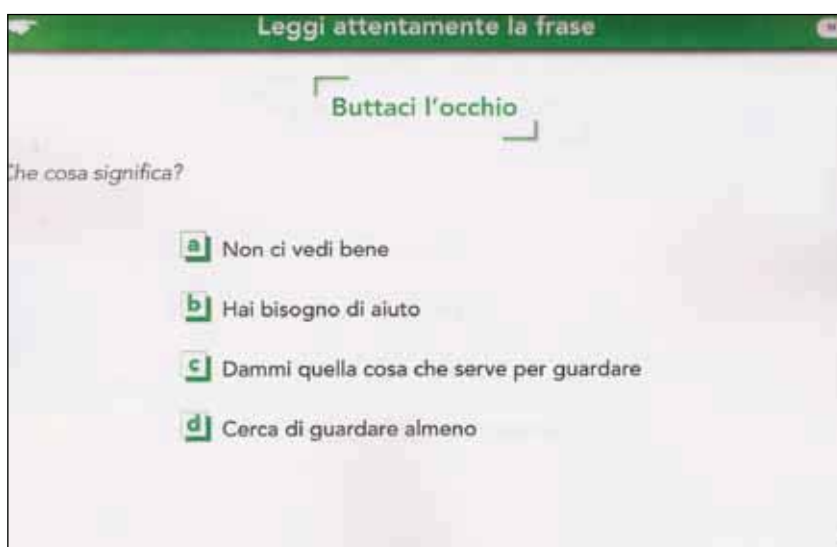 Leggi attentamente la frase
Buttaci l'occhio
Che cosa significa?
a Non ci vedi bene
b Hai bisogno di aiuto
c Dammi quella cosa che serve per guardare
d Cerca di guardare almeno